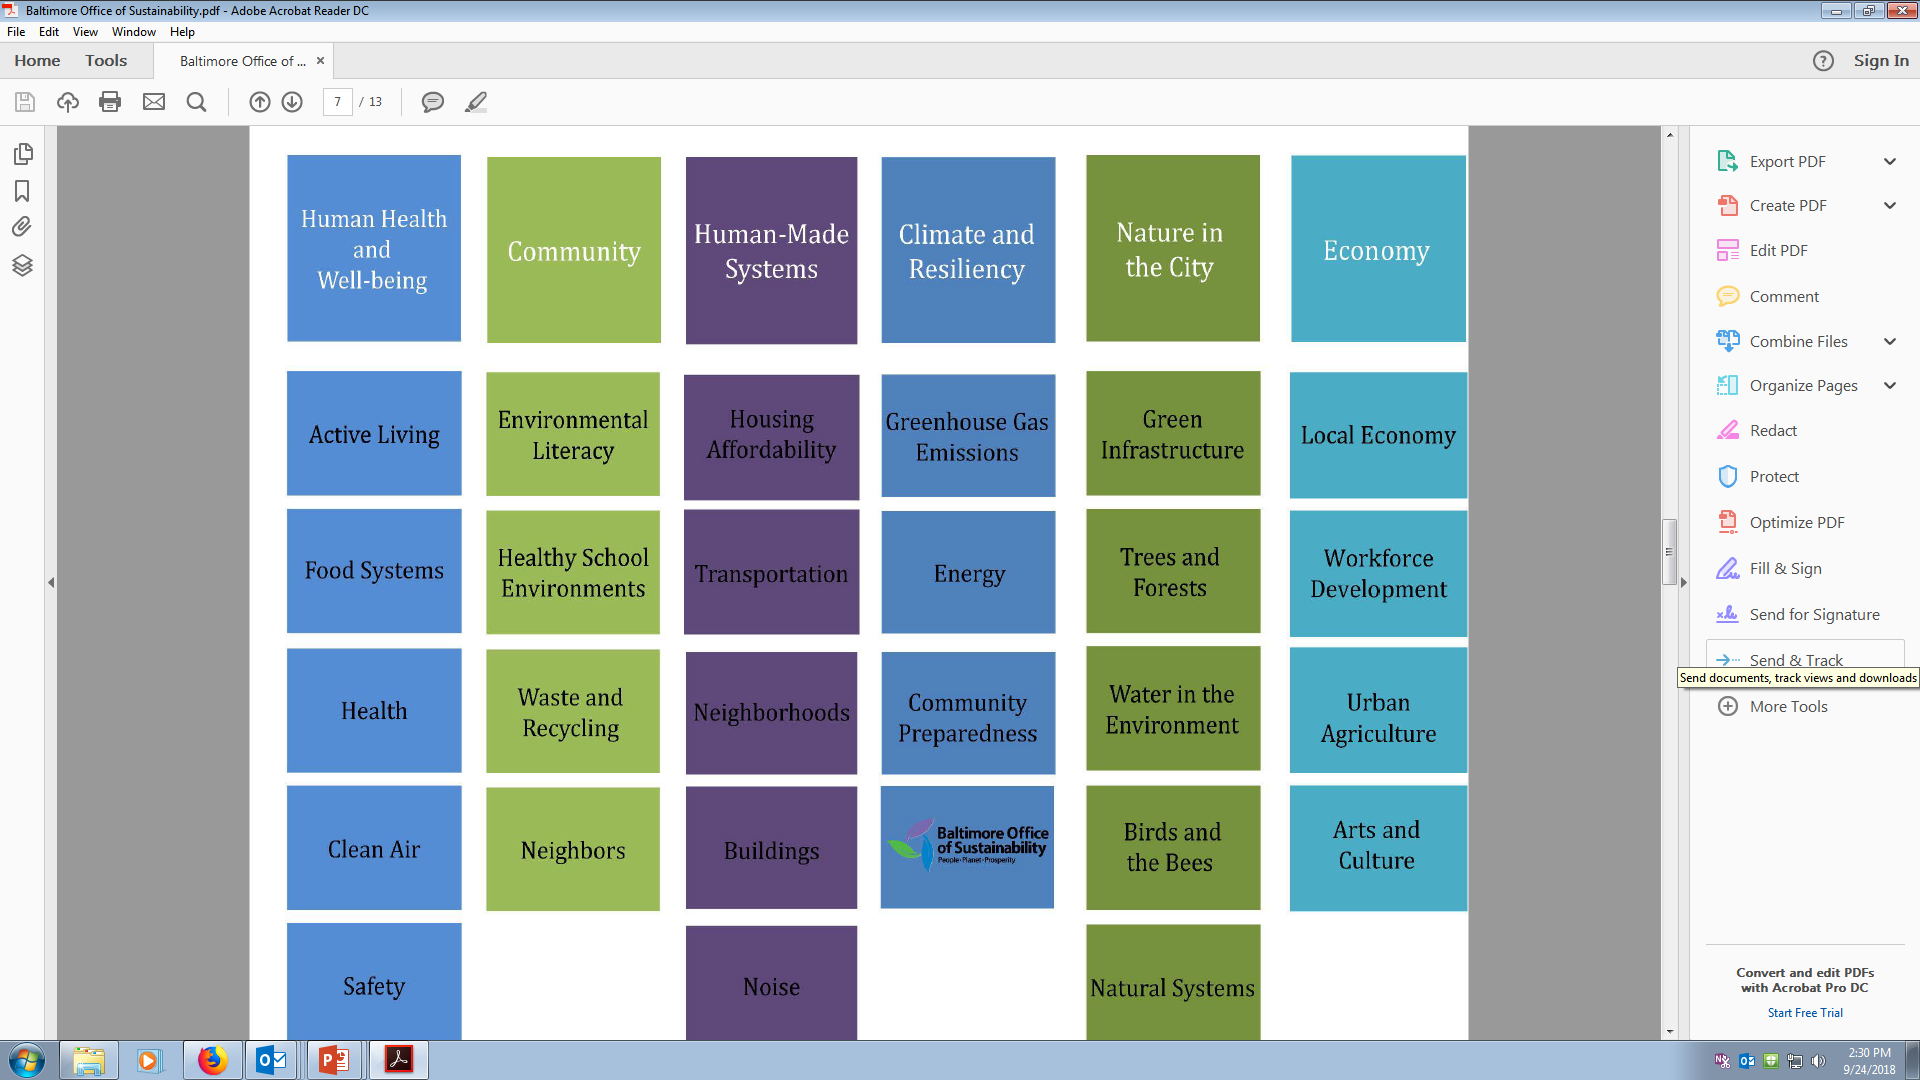 Baltimore Office of Sustainability.pdf - Adobe Acrobat Reader DC
File Edit View Window Help
Home Tools Baltimore Office of ... × Sign In
7 / 13
Human Health
and
Well-being
Community
Human-Made
Systems
Climate and
Resiliency
Nature in
the City
Economy
Active Living
Environmental
Literacy
Housing
Affordability
Greenhouse Gas
Emissions
Green
Infrastructure
Local Economy
Food Systems
Healthy School
Environments
Transportation
Energy
Trees and
Forests
Workforce
Development
Health
Waste and
Recycling
Neighborhoods
Community
Preparedness
Water in the
Environment
Urban
Agriculture
Clean Air
Neighbors
Buildings
Baltimore Office
of Sustainability
People•Planet•Prosperity
Birds and
the Bees
Arts and
Culture
Safety
Noise
Natural Systems
Export PDF
Create PDF
Edit PDF
Comment
Combine Files
Organize Pages
Redact
Protect
Optimize PDF
Fill & Sign
Send for Signature
Send & Track
Send documents, track views and downloads
More Tools
Convert and edit PDFs
with Acrobat Pro DC
Start Free Trial
2:30 PM
9/24/2018